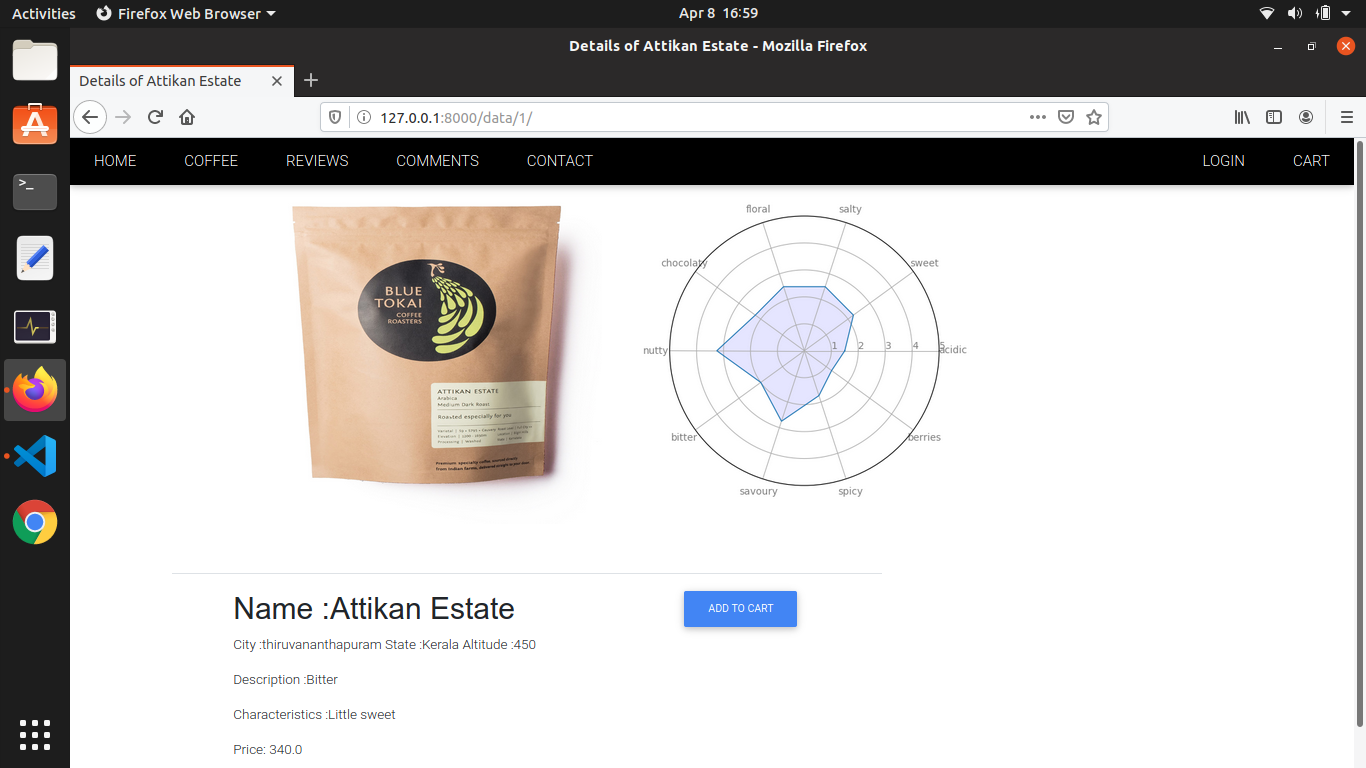 Activities Firefox Web Browser Apr 8 16:59
Details of Attikan Estate - Mozilla Firefox
Details of Attikan Estate
127.0.0.1:8000/data/1/
HOME COFFEE REVIEWS COMMENTS CONTACT LOGIN CART
BLUE
TOKAI
COFFEE
ROASTERS
ATTIKAN ESTATE
Arabica
Medium Dark Roast
Roasted especially for you
Premium specialty coffee, sourced directly
from Indian farms, delivered straight to your door.
floral salty
chocolaty sweet
nutty 1 2 3 4 5 acidic
bitter berries
savoury spicy
Name :Attikan Estate
ADD TO CART
City :thiruvananthapuram State :Kerala Altitude :450
Description :Bitter
Characteristics :Little sweet
Price: 340.0